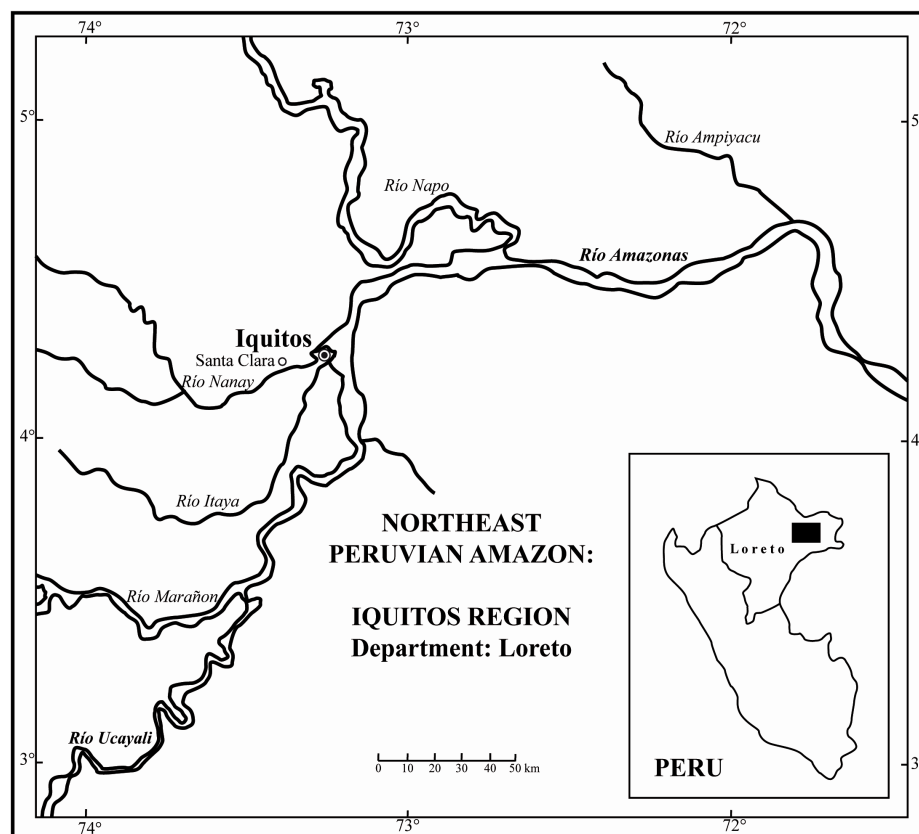 74°
73°
72°
5°
5
Río Ampiyacu
Río Napo
Río Amazonas
Iquitos
Santa Clara
Río Nanay
4°
4
Río Itaya
NORTHEAST
PERUVIAN AMAZON:
Loreto
Río Marañon
IQUITOS REGION
Department: Loreto
Río Ucayali
3°
3
0 10 20 30 40 50 km
PERU
74°
73°
72°